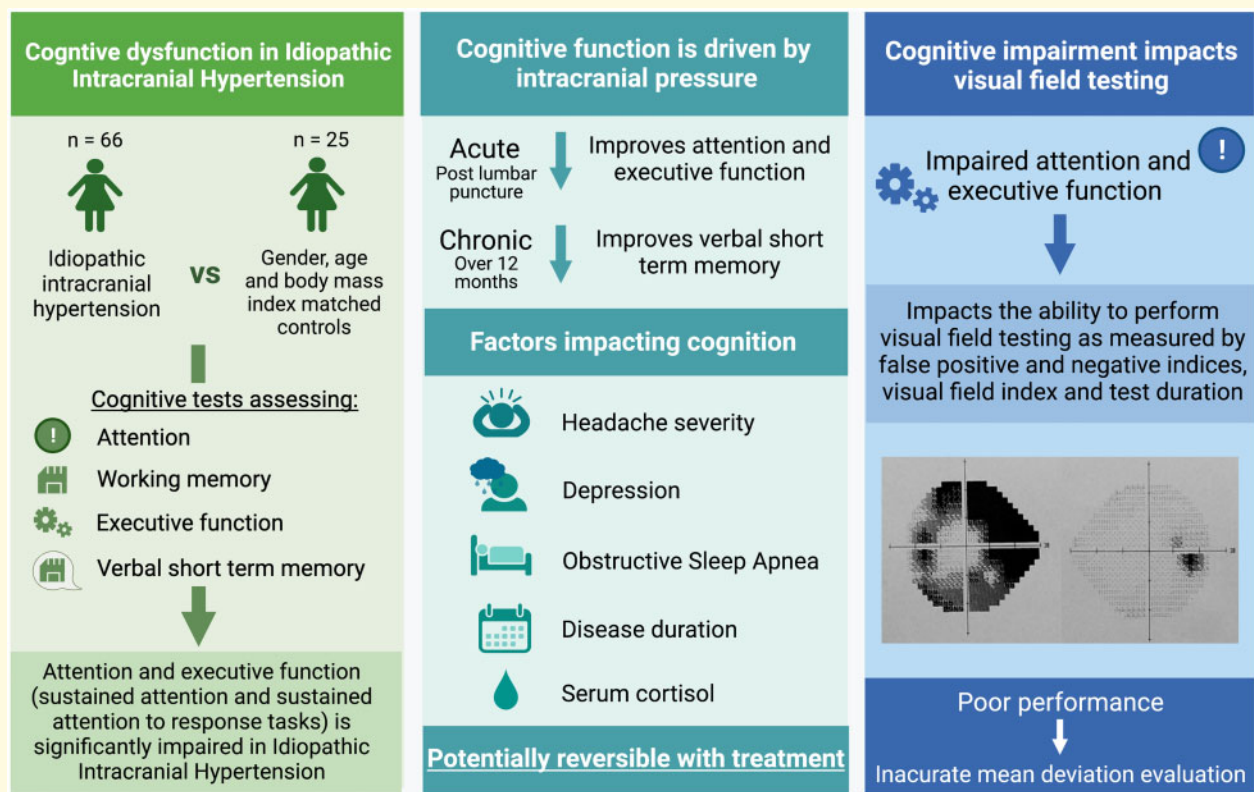 Cogntive dysfunction in Idiopathic
Intracranial Hypertension
n = 66
n = 25
Idiopathic
intracranial
hypertension
vs
Gender, age
and body mass
index matched
controls
Cognitive tests assessing:
!
Attention
Working memory
Executive function
Verbal short term memory
Attention and executive function
(sustained attention and sustained
attention to response tasks) is
significantly impaired in Idiopathic
Intracranial Hypertension
Cognitive function is driven by
intracranial pressure
Acute
Post lumbar
puncture
Improves attention and
executive function
Chronic
Over 12
months
Improves verbal short
term memory
Factors impacting cognition
Headache severity
Depression
Obstructive Sleep Apnea
Disease duration
Serum cortisol
Potentially reversible with treatment
Cognitive impairment impacts
visual field testing
!
Impaired attention and
executive function
Impacts the ability to perform
visual field testing as measured by
false positive and negative indices,
visual field index and test duration
Poor performance
Inacurate mean deviation evaluation